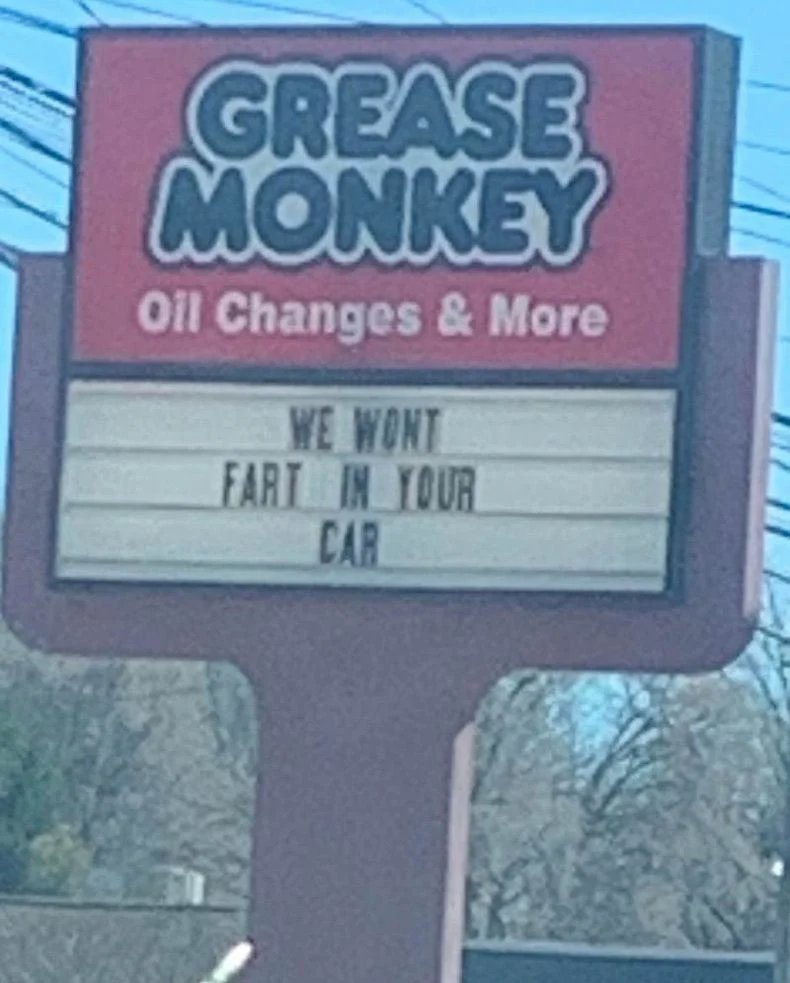 GREASE
MONKEY
Oil Changes & More
WE WONT
FART IN YOUR
CAR